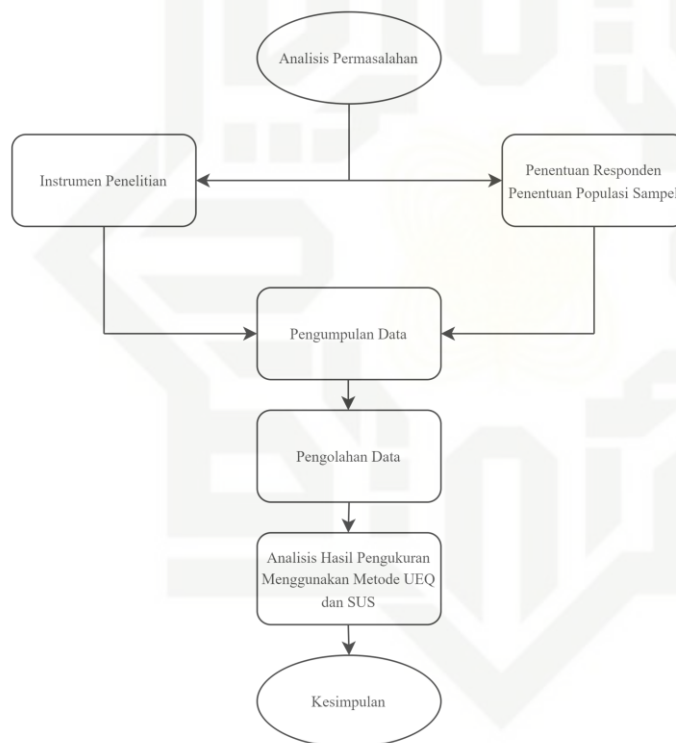 Analisis Permasalahan
Instrumen Penelitian
Penentuan Responden
Penentuan Populasi Sampel
Pengumpulan Data
Pengolahan Data
Analisis Hasil Pengukuran
Menggunakan Metode UEQ
dan SUS
Kesimpulan